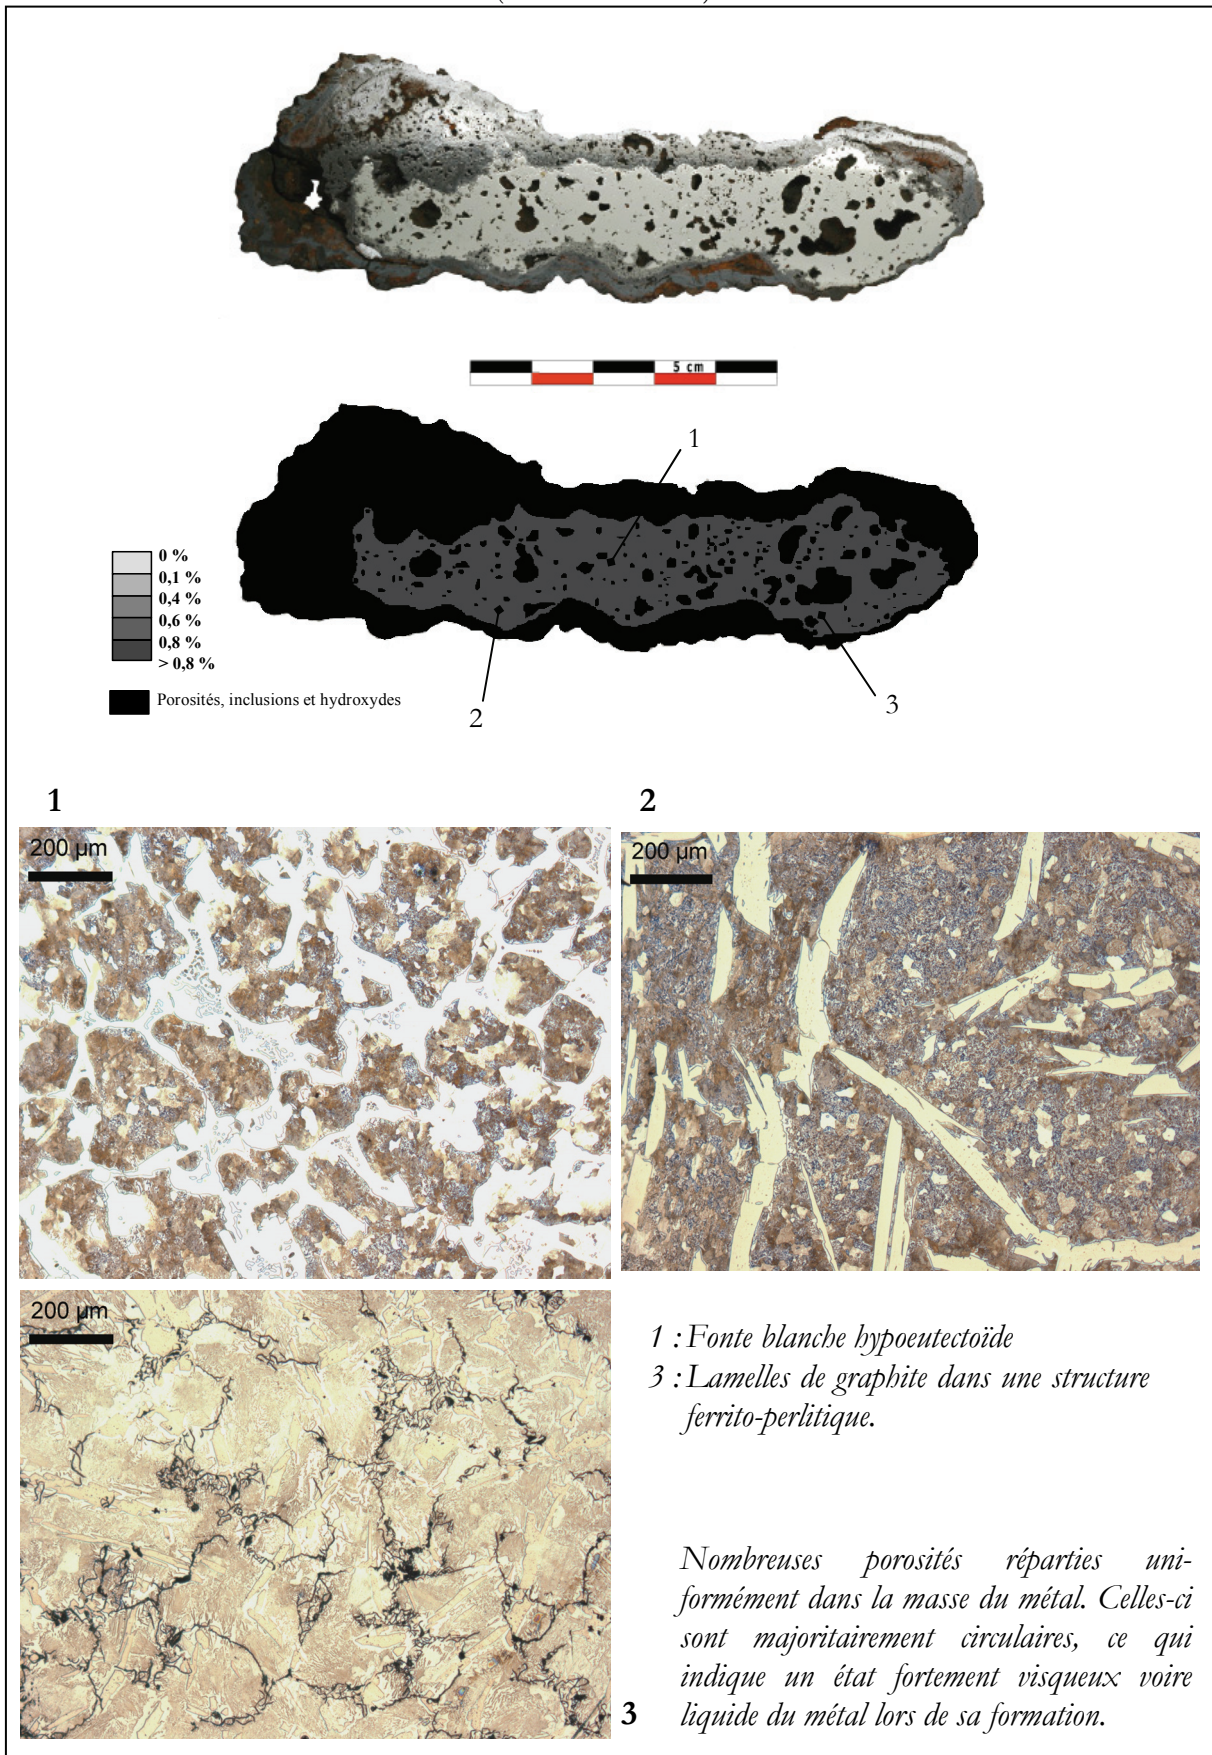 5 cm
1
0 %
0,1 %
0,4 %
0,6 %
0,8 %
> 0,8 %
Porosités, inclusions et hydroxydes
2
3
1
2
200 µm
200 µm
200 µm
1 : Fonte blanche hypoeutectoïde
3 : Lamelles de graphite dans une structure
ferrito-perlitique.
Nombreuses porosités réparties uni-
formément dans la masse du métal. Celles-ci
sont majoritairement circulaires, ce qui
indique un état fortement visqueux voire
liquide du métal lors de sa formation.
3